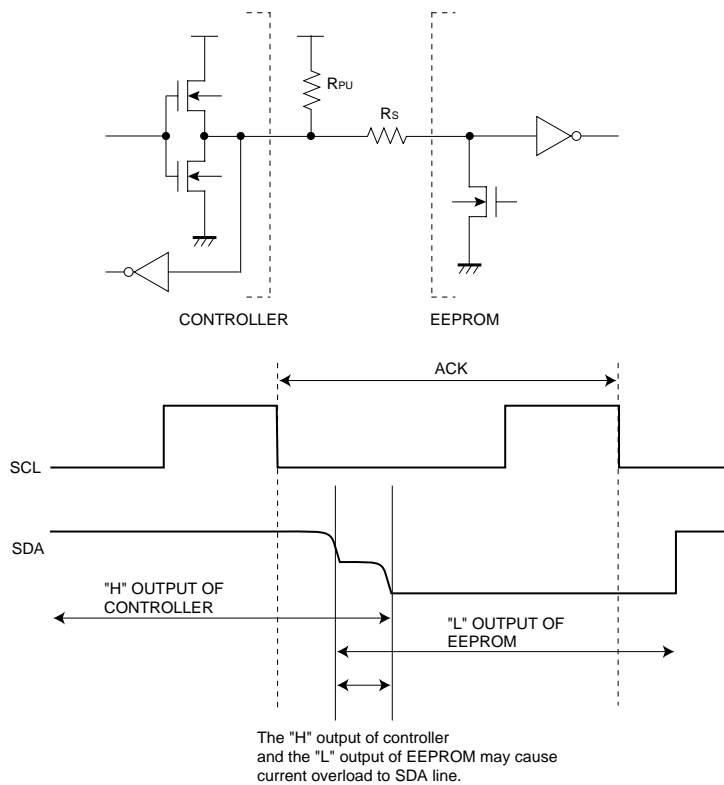 RPU
RS
CONTROLLER
EEPROM
ACK
SCL
SDA
"H" OUTPUT OF
CONTROLLER
"L" OUTPUT OF
EEPROM
The "H" output of controller
and the "L" output of EEPROM may cause
current overload to SDA line.